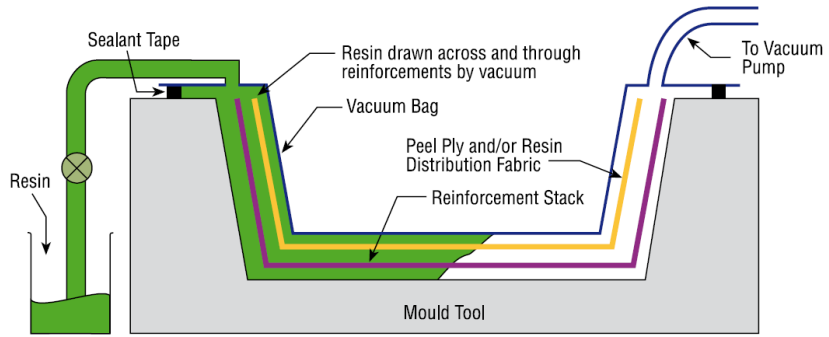 Sealant Tape
Resin drawn across and through
reinforcements by vacuum
To Vacuum
Pump
Vacuum Bag
Peel Ply and/or Resin
Distribution Fabric
Resin
Reinforcement Stack
Mould Tool